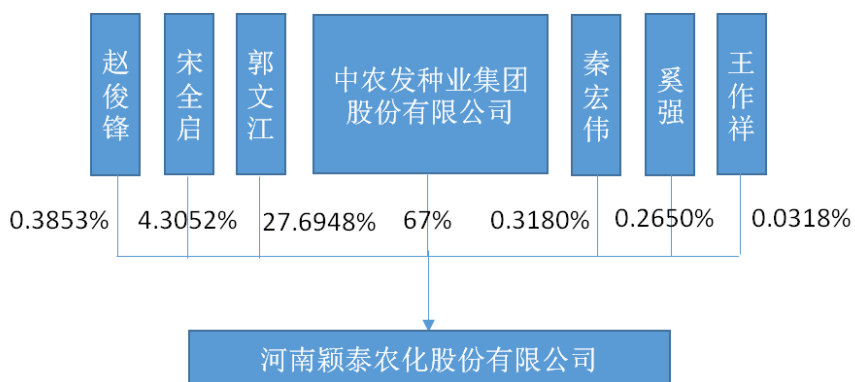 赵俊锋
宋全启
郭文江
中农发种业集团
股份有限公司
秦宏伟
奚强
王作祥
0.3853%
4.3052%
27.6948%
67%
0.3180%
0.2650%
0.0318%
河南颖泰农化股份有限公司